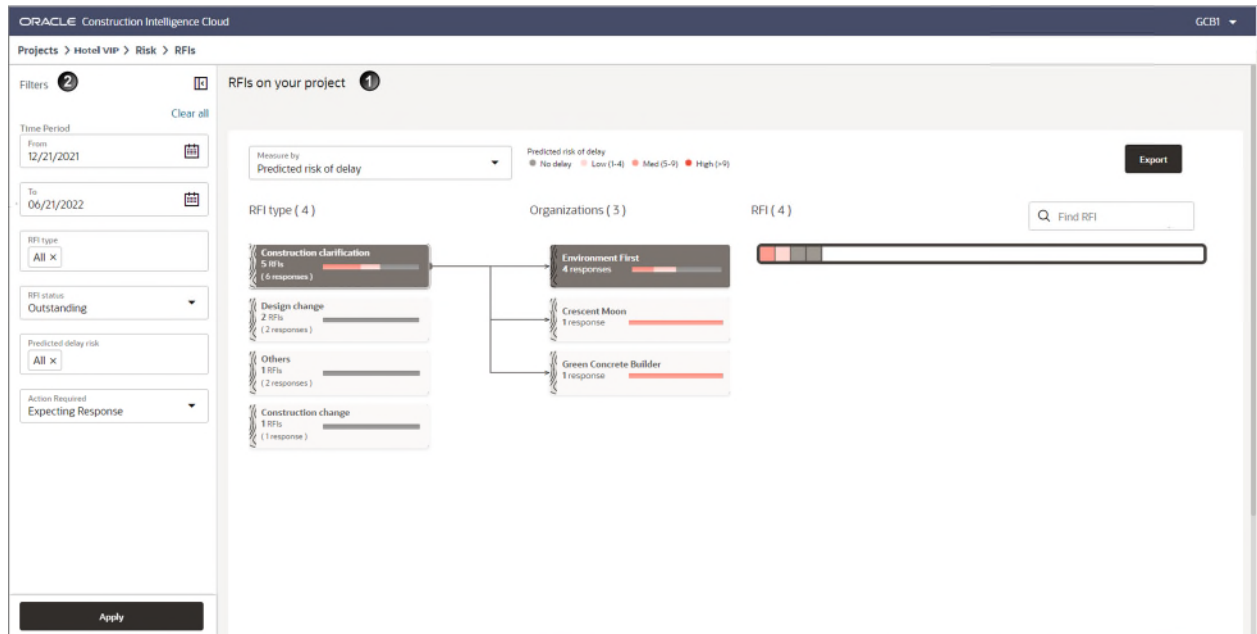 ORACLE Construction Intelligence Cloud
GCB1
Projects > Hotel VIP > Risk > RFIs
Filters 2
Clear all
Time Period
From
12/21/2021
To
06/21/2022
RFI type
All ×
RFI status
Outstanding
Predicted delay risk
All ×
Action Required
Expecting Response
Apply
RFIs on your project 1
Measure by
Predicted risk of delay
Predicted risk of delay
No delay Low (1-4) Med (5-9) High (>9)
Export
RFI type ( 4 )
Construction clarification
5 RFIs
( 6 responses )
Design change
2 RFIs
( 2 responses )
Others
1 RFIs
( 2 responses )
Construction change
1 RFIs
( 1 response )
Organizations ( 3 )
Environment First
4 responses
Crescent Moon
1 response
Green Concrete Builder
1 response
RFI ( 4 )
Find RFI